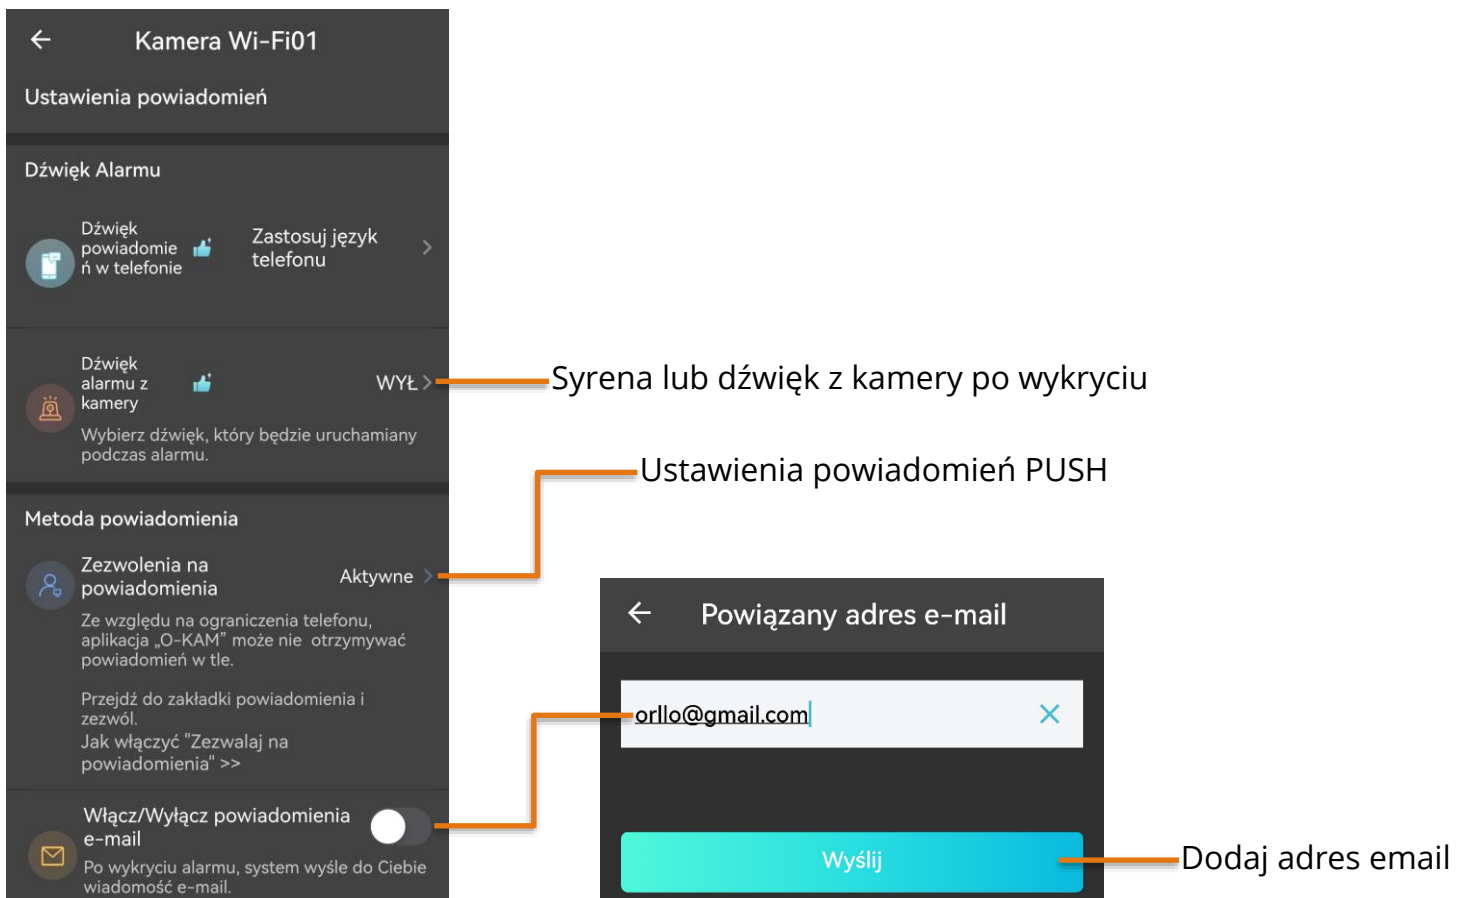 Kamera Wi-Fi01
Ustawienia powiadomień
Dźwięk Alarmu
Dźwięk
powiadomie
ń w telefonie
Zastosuj język
telefonu
Dźwięk
alarmu z
kamery
WYŁ
Wybierz dźwięk, który będzie uruchamiany
podczas alarmu.
Syrena lub dźwięk z kamery po wykryciu
Ustawienia powiadomień PUSH
Metoda powiadomienia
Zezwolenia na
powiadomienia
Aktywne
Ze względu na ograniczenia telefonu,
aplikacja „O-KAM” może nie otrzymywać
powiadomień w tle.
Przejdź do zakładki powiadomienia i
zezwól.
Jak włączyć "Zezwalaj na
powiadomienia" >>
Włącz/Wyłącz powiadomienia
e-mail
Po wykryciu alarmu, system wyśle do Ciebie
wiadomość e-mail.
Powiązany adres e-mail
orllo@gmail.com
Wyślij
Dodaj adres email